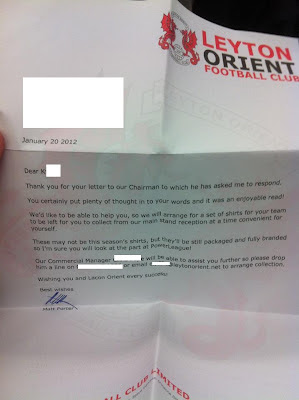 LEYTON
ORIENT
FOOTBALL CLUB
January 20 2012
Dear K
Thank you for your letter to our Chairman to which he has asked me to respond.
You certainly put plenty of thought in to your words and it was an enjoyable read!
We'd like to be able to help you, so we will arrange for a set of shirts for your team
to be left for you to collect from our main stand reception at a time convenient for
yourself.
These may not be this season's shirts, but they'll be still packaged and fully branded
so I'm sure you will look at the part at PowerLeague!
Our Commercial Manager will be able to assist you further so please drop
him a line on or email leytonorient.net to arrange collection.
Wishing you and Lacon Orient every success!
Best wishes
Matt Porter
LL CLUB LIMITED